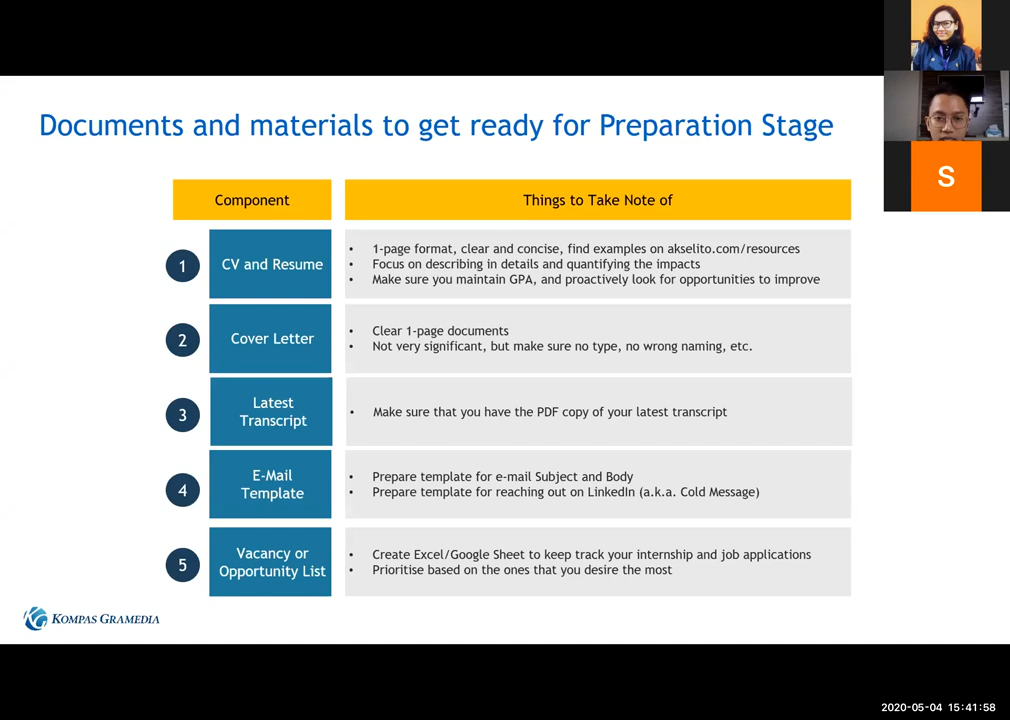 Documents and materials to get ready for Preparation Stage
Component
Things to Take Note of
1
CV and Resume
• 1-page format, clear and concise, find examples on akselito.com/resources
• Focus on describing in details and quantifying the impacts
• Make sure you maintain GPA, and proactively look for opportunities to improve
2
Cover Letter
• Clear 1-page documents
• Not very significant, but make sure no type, no wrong naming, etc.
3
Latest
Transcript
• Make sure that you have the PDF copy of your latest transcript
4
E-Mail
Template
• Prepare template for e-mail Subject and Body
• Prepare template for reaching out on LinkedIn (a.k.a. Cold Message)
5
Vacancy or
Opportunity List
• Create Excel/Google Sheet to keep track your internship and job applications
• Prioritise based on the ones that you desire the most
KOMPAS GRAMEDIA
S
2020-05-04 15:41:58